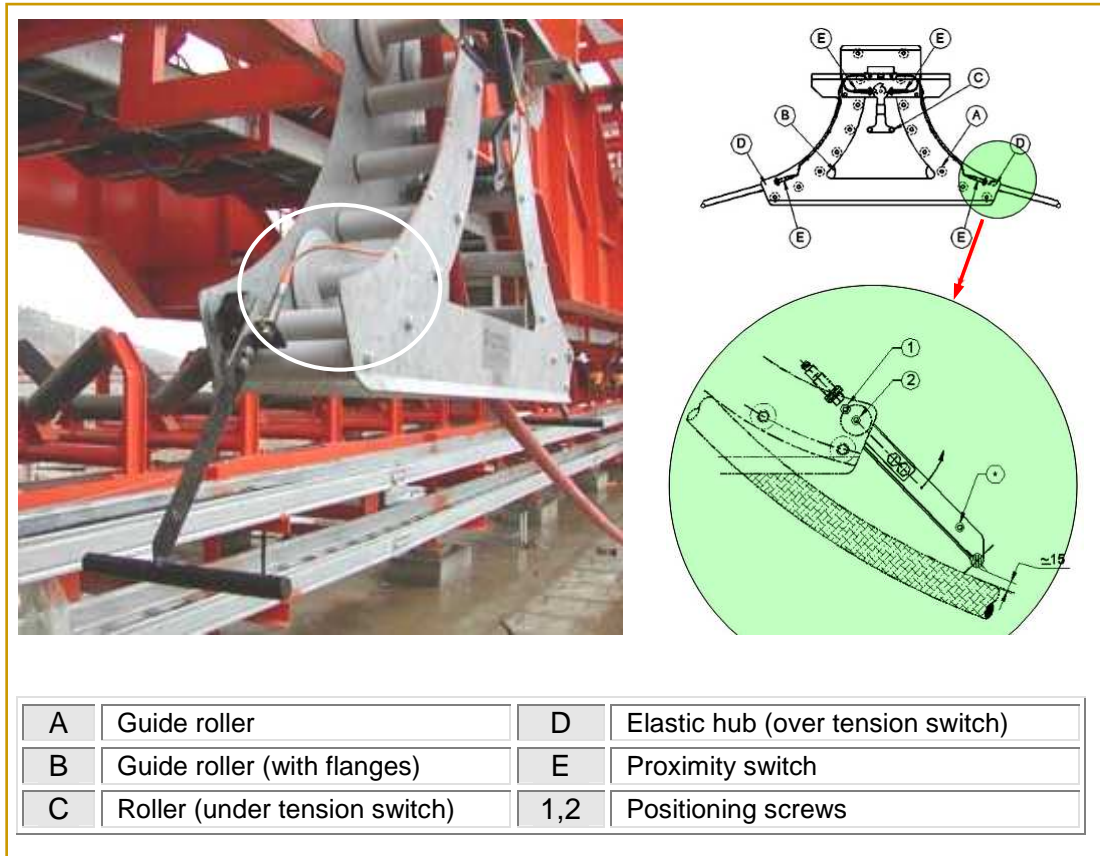 E
E
C
B
A
D
D
E
E
1
2
*
≃15
A Guide roller D Elastic hub (over tension switch)
B Guide roller (with flanges) E Proximity switch
C Roller (under tension switch) 1,2 Positioning screws